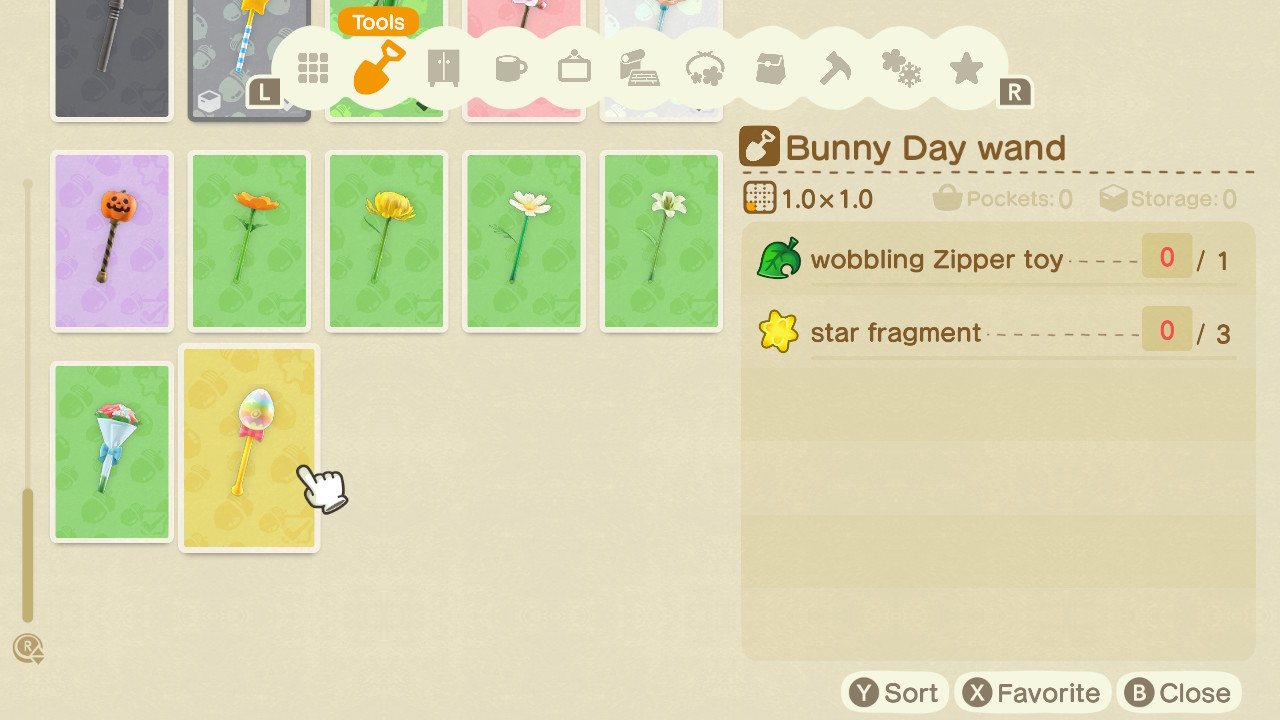 Tools
L
R
Bunny Day wand
1.0×1.0
Pockets: 0
Storage: 0
wobbling Zipper toy 0 / 1
star fragment 0 / 3
R
Y Sort
X Favorite
B Close